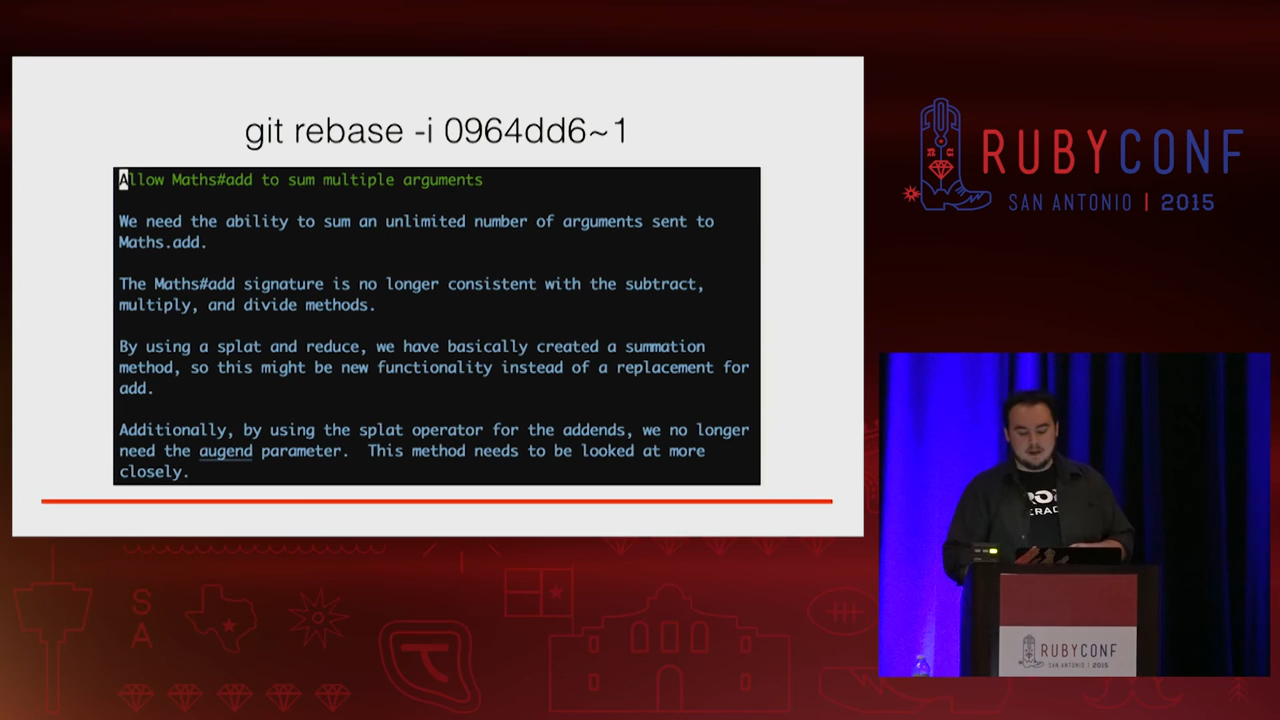 git rebase -i 0964dd6~1
Allow Maths#add to sum multiple arguments
We need the ability to sum an unlimited number of arguments sent to
Maths.add.
The Maths#add signature is no longer consistent with the subtract,
multiply, and divide methods.
By using a splat and reduce, we have basically created a summation
method, so this might be new functionality instead of a replacement for
add.
Additionally, by using the splat operator for the addends, we no longer
need the augend parameter.  This method needs to be looked at more
closely.
RUBYCONF
SAN ANTONIO | 2015
S
A
RUBYCONF
SAN ANTONIO | 2015